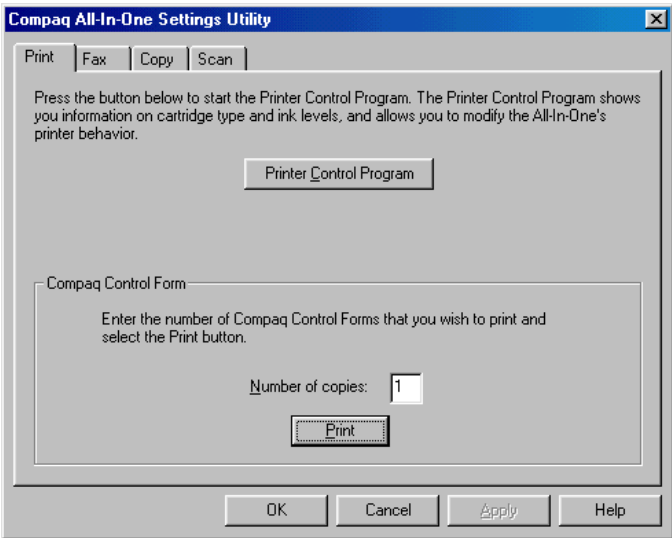 Compaq All-In-One Settings Utility
Print Fax Copy Scan
Press the button below to start the Printer Control Program. The Printer Control Program shows
you information on cartridge type and ink levels, and allows you to modify the All-In-One's
printer behavior.
Printer Control Program
Compaq Control Form
Enter the number of Compaq Control Forms that you wish to print and
select the Print button.
Number of copies: 1
Print
OK Cancel Apply Help